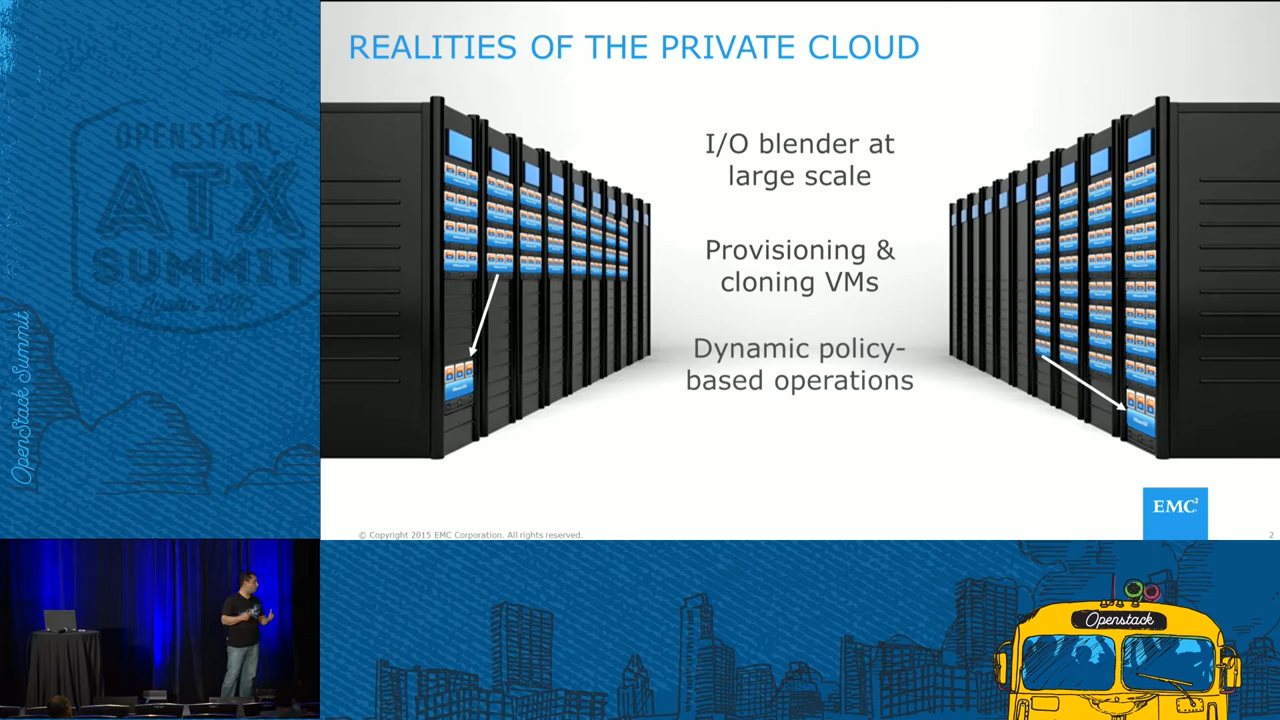 REALITIES OF THE PRIVATE CLOUD
I/O blender at
large scale
Provisioning &
cloning VMs
Dynamic policy-
based operations
EMC²
© Copyright 2015 EMC Corporation. All rights reserved.
2
OPENSTACK
ATX
SUMMIT
Austin 2016
OpenStack Summit
Openstack